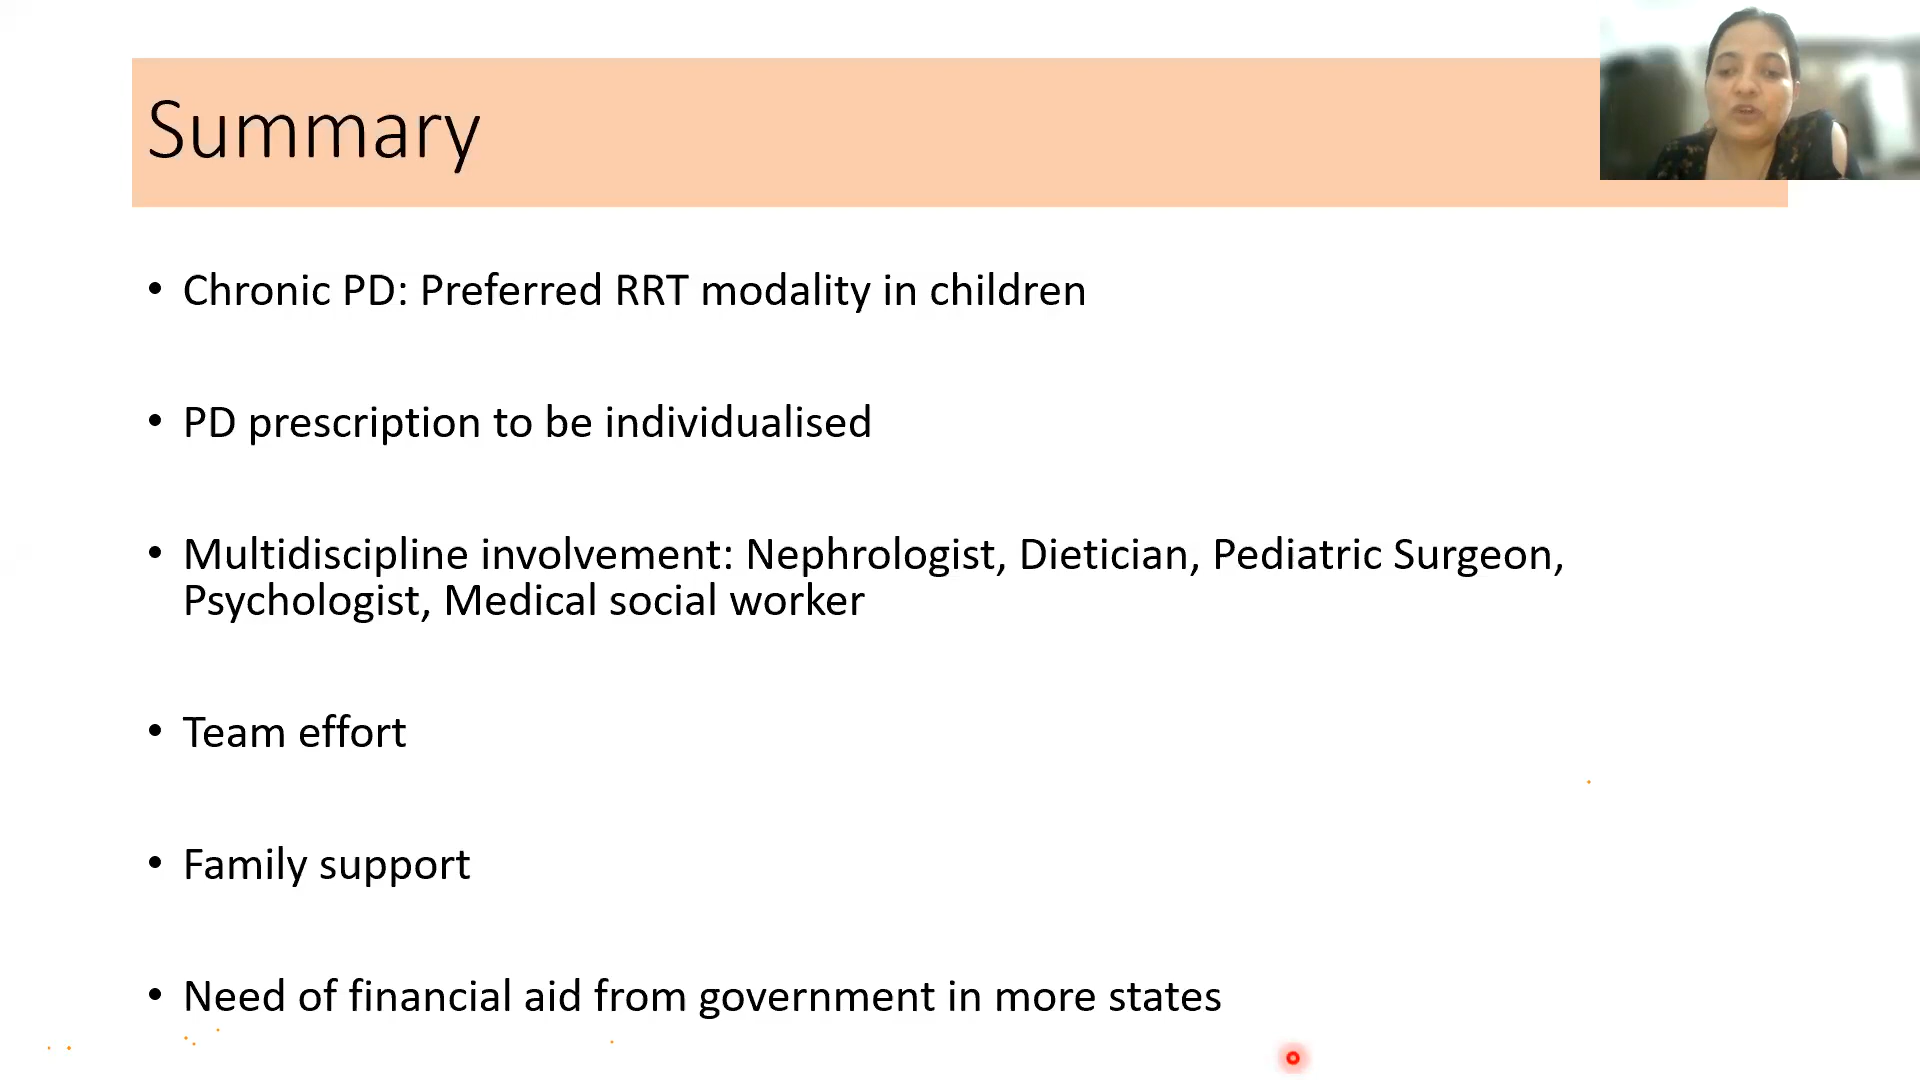 Summary
• Chronic PD: Preferred RRT modality in children
• PD prescription to be individualised
• Multidiscipline involvement: Nephrologist, Dietician, Pediatric Surgeon,
Psychologist, Medical social worker
• Team effort
• Family support
• Need of financial aid from government in more states